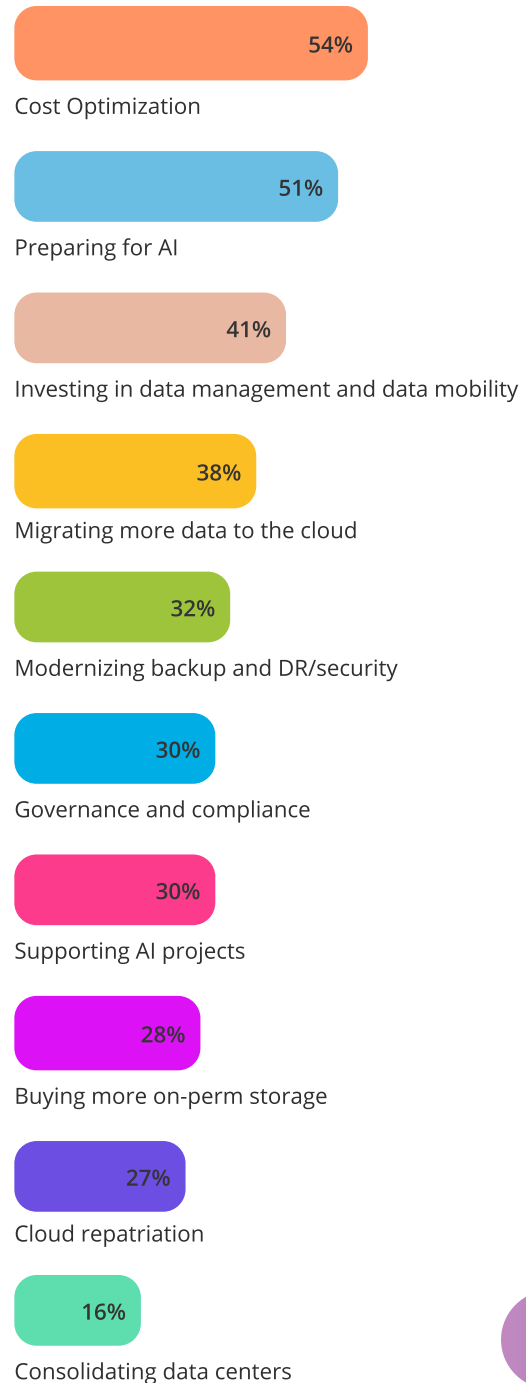 54%
Cost Optimization
51%
Preparing for AI
41%
Investing in data management and data mobility
38%
Migrating more data to the cloud
32%
Modernizing backup and DR/security
30%
Governance and compliance
30%
Supporting AI projects
28%
Buying more on-perm storage
27%
Cloud repatriation
16%
Consolidating data centers